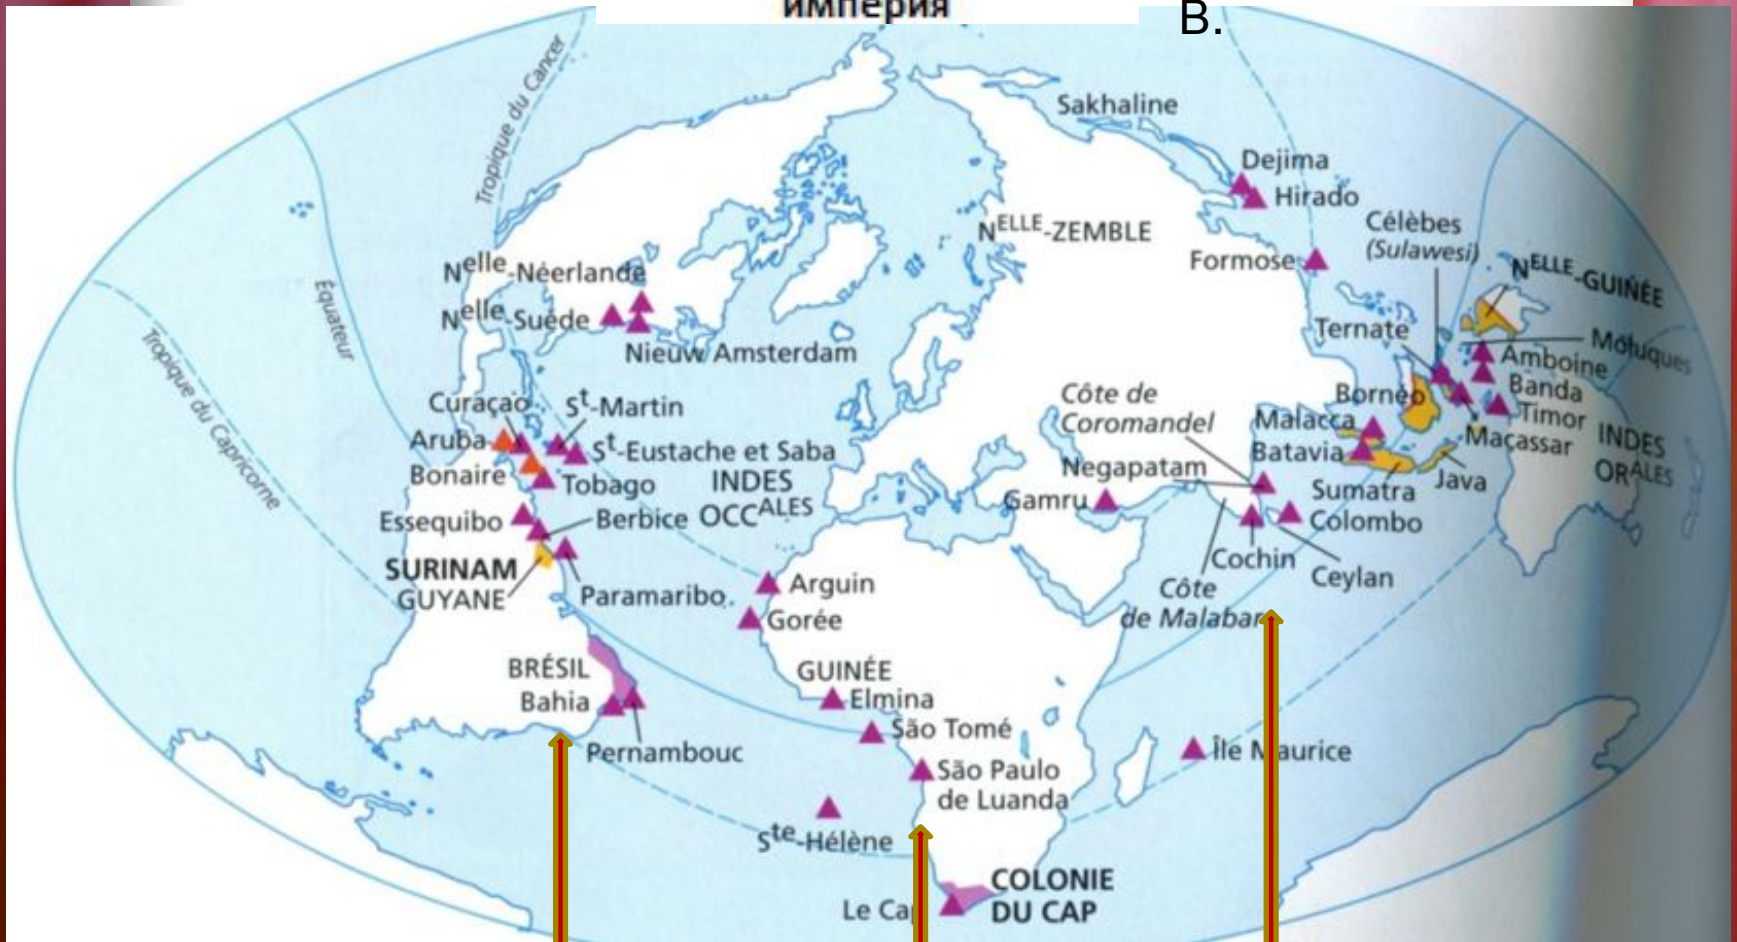 империя
В.
Tropique du Cancer
Sakhaline
Dejima
Hirado
Célèbes
(Sulawesi)
NELLE-ZEMBLE
Formose
NELLE-GUINÉE
Nelle-Néerlande
Nelle-Suède
Nieuw Amsterdam
Équateur
Tropique du Capricorne
Ternate
Moluques
Amboine
Banda
Timor
Bornéo
Macassar
INDES
ORALES
Côte de
Coromandel
Malacca
Batavia
Negapatam
Gamru
Sumatra
Java
Colombo
Cochin
Ceylan
Côte
de Malabar
Curaçao
St-Martin
Aruba
St-Eustache et Saba
Bonaire
Tobago
INDES
OCCALES
Essequibo
Berbice
SURINAM
GUYANE
Paramaribo
Arguin
Gorée
BRÉSIL
Bahia
Pernambouc
GUINÉE
Elmina
São Tomé
São Paulo
de Luanda
Île Maurice
Ste-Hélène
COLONIE
DU CAP
Le Cap